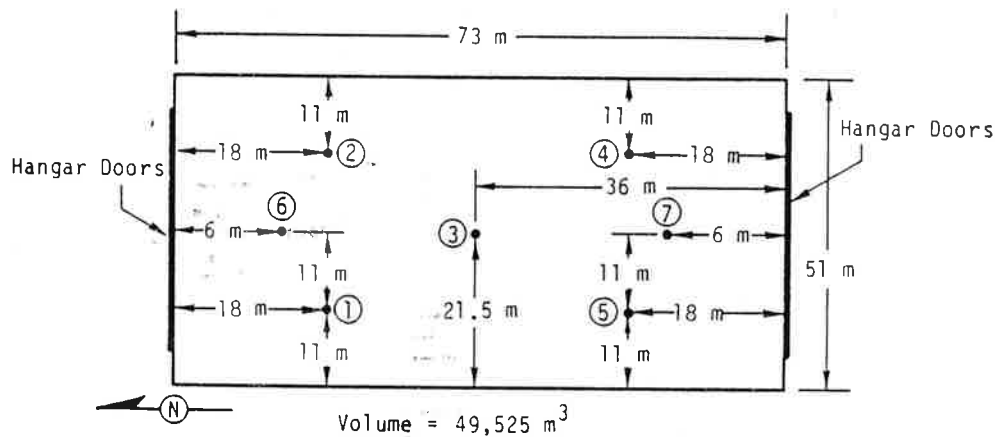 73 m
11 m
11 m
Hangar Doors
18 m
2
4
18 m
Hangar Doors
36 m
6
7
6 m
3
6 m
51 m
11 m
11 m
18 m
1
21.5 m
5
18 m
11 m
11 m
N
Volume = 49,525 m³